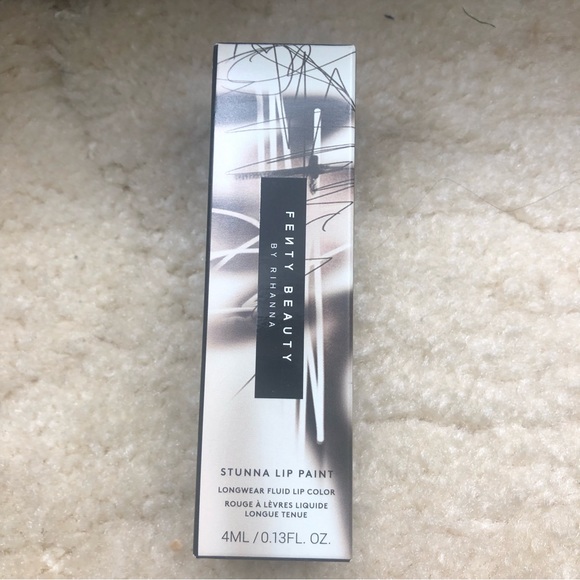 FEИTY BEAUTY
BY RIHANNA
STUNNA LIP PAINT
LONGWEAR FLUID LIP COLOR
ROUGE À LÈVRES LIQUIDE
LONGUE TENUE
4ML / 0.13FL. OZ.